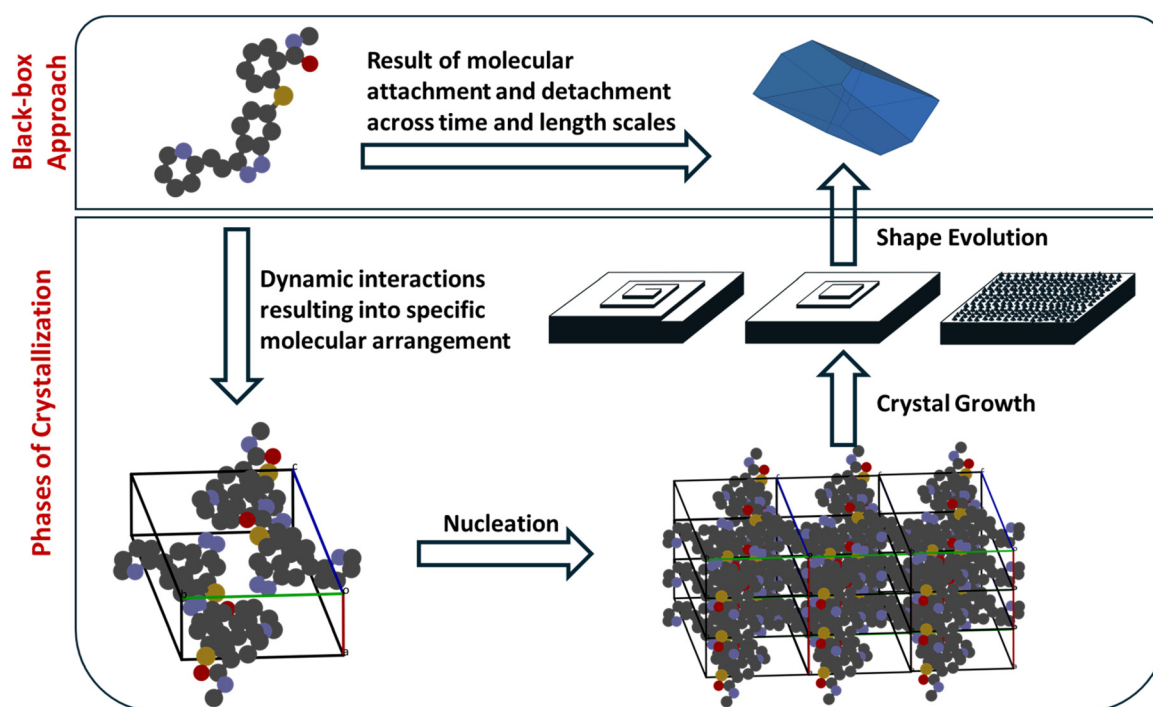 Black-box
Approach
Result of molecular
attachment and detachment
across time and length scales
Phases of Crystallization
Dynamic interactions
resulting into specific
molecular arrangement
Shape Evolution
Crystal Growth
Nucleation
c
b
o
a